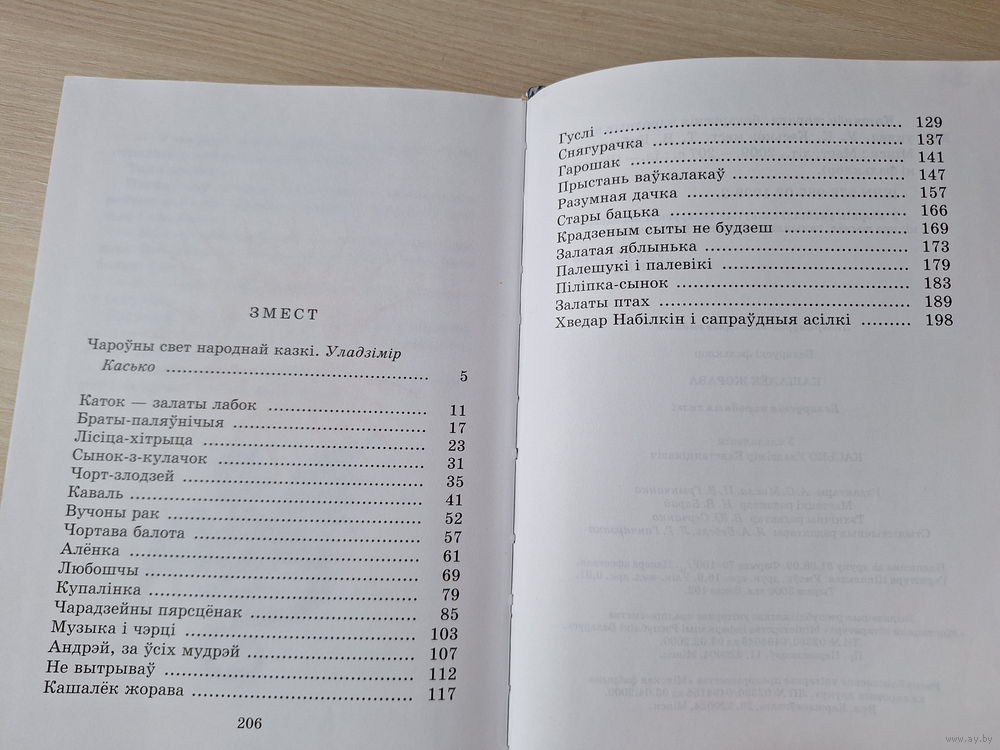 ЗМЕСТ
Чароўны свет народнай казкі. Уладзімір
Касько ........ 5
Каток — залаты лабок ........ 11
Браты-паляўнічыя ........ 17
Лісіца-хітрыца ........ 23
Сынок-з-кулачок ........ 31
Чорт-злодзей ........ 35
Каваль ........ 41
Вучоны рак ........ 52
Чортава балота ........ 57
Алёнка ........ 61
Любошчы ........ 69
Купалінка ........ 79
Чарадзейны пярсцёнак ........ 85
Музыка і чэрці ........ 103
Андрэй, за ўсіх мудрэй ........ 107
Не вытрываў ........ 112
Кашалёк жорава ........ 117
206
Гуслі ........ 129
Снягурачка ........ 137
Гарошак ........ 141
Прыстань ваўкалакаў ........ 147
Разумная дачка ........ 157
Стары бацька ........ 166
Крадзеным сыты не будзеш ........ 169
Залатая яблынька ........ 173
Палешукі і палевікі ........ 179
Піліпка-сынок ........ 183
Залаты птах ........ 189
Хведар Набілкін і сапраўдныя асілкі ........ 198
www.ay.by